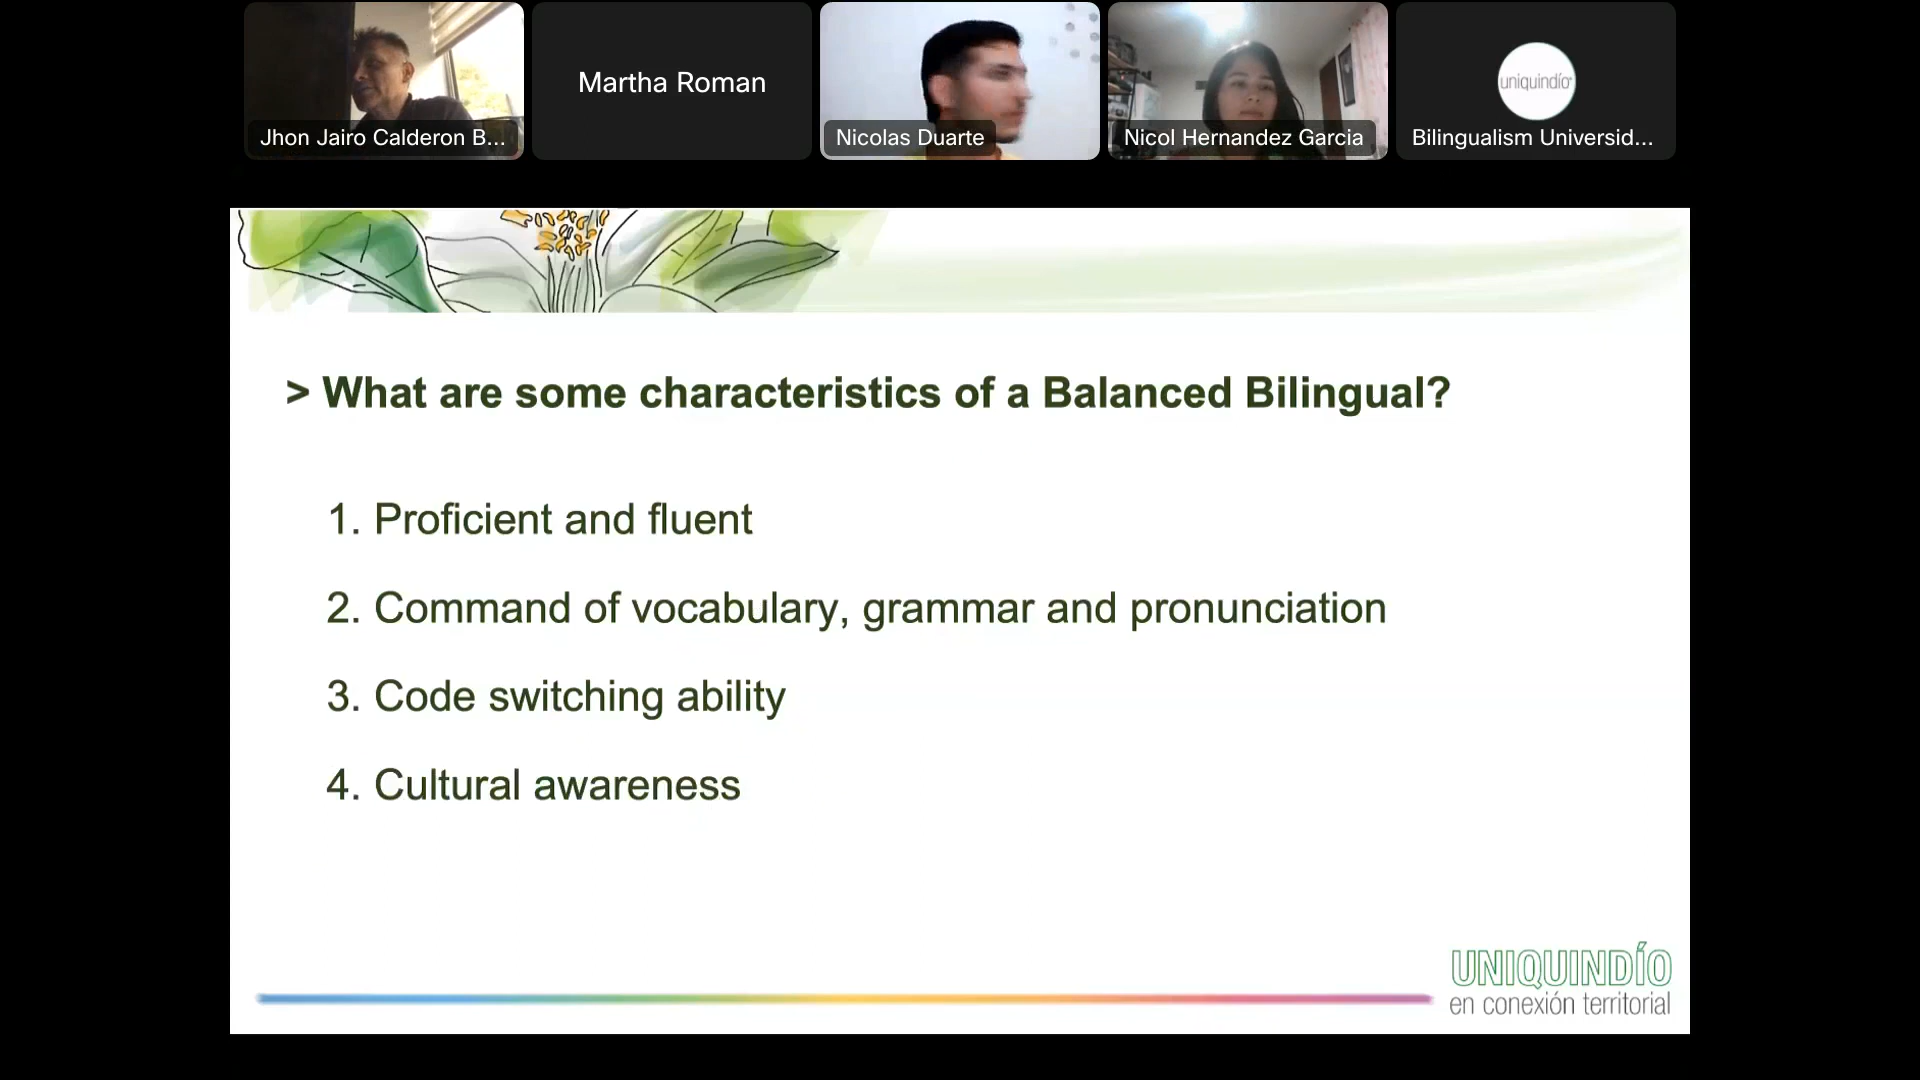 Jhon Jairo Calderon B...
Martha Roman
Nicolas Duarte
Nicol Hernandez Garcia
uniquindío
Bilingualism Universid...
> What are some characteristics of a Balanced Bilingual?
1. Proficient and fluent
2. Command of vocabulary, grammar and pronunciation
3. Code switching ability
4. Cultural awareness
UNIQUINDÍO
en conexión territorial